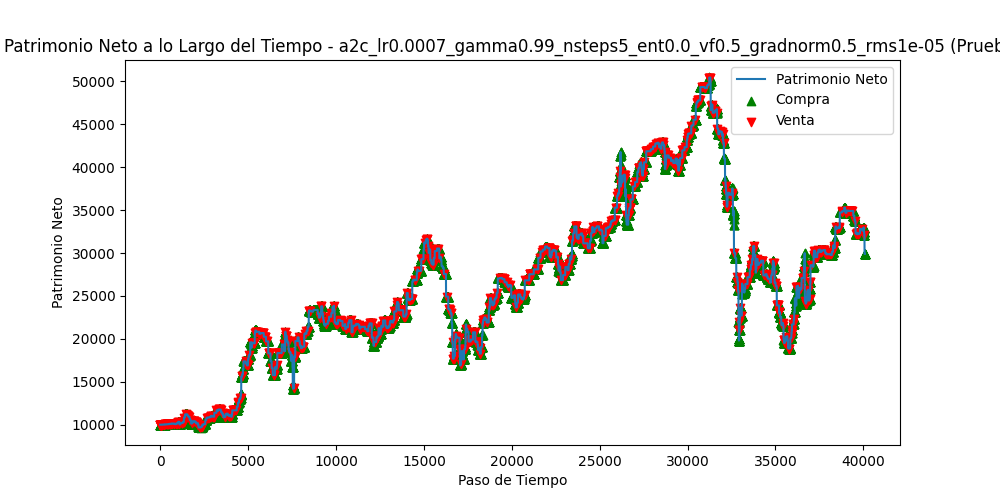 Patrimonio Neto a lo Largo del Tiempo - a2c_lr0.0007_gamma0.99_nsteps5_ent0.0_vf0.5_gradnorm0.5_rms1e-05 (Prueb
Patrimonio Neto
Compra
Venta
50000
45000
40000
35000
30000
25000
20000
15000
10000
Patrimonio Neto
0 5000 10000 15000 20000 25000 30000 35000 40000
Paso de Tiempo